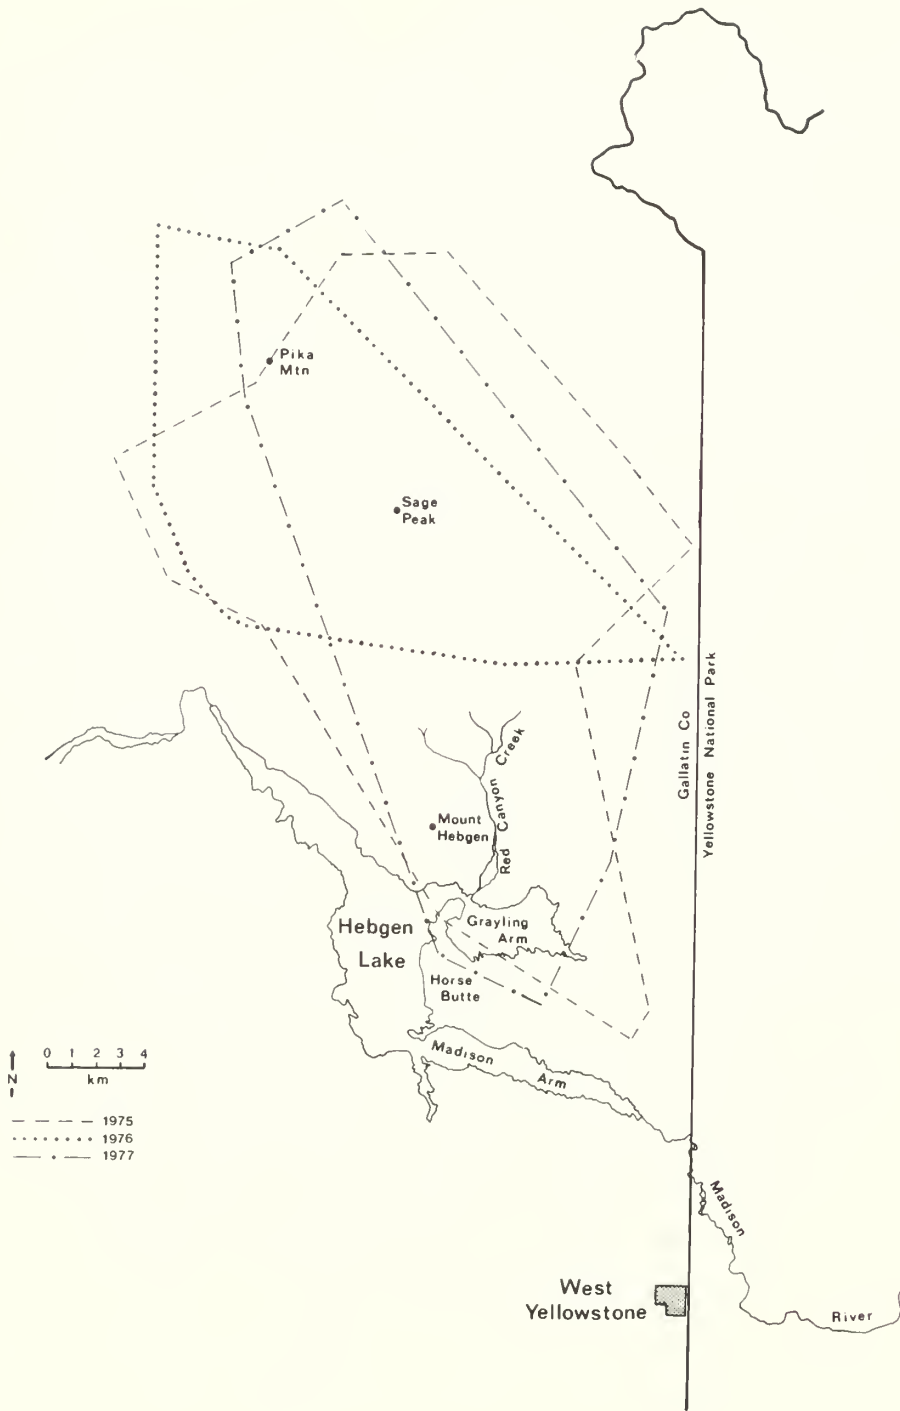 Pika
Mtn
Sage
Peak
Gallatin Co
Yellowstone National Park
Red Canyon Creek
Mount
Hebgen
Hebgen
Lake
Grayling
Arm
Horse
Butte
Madison Arm
N
0 1 2 3 4
km
1975
1976
1977
Madison
River
West
Yellowstone